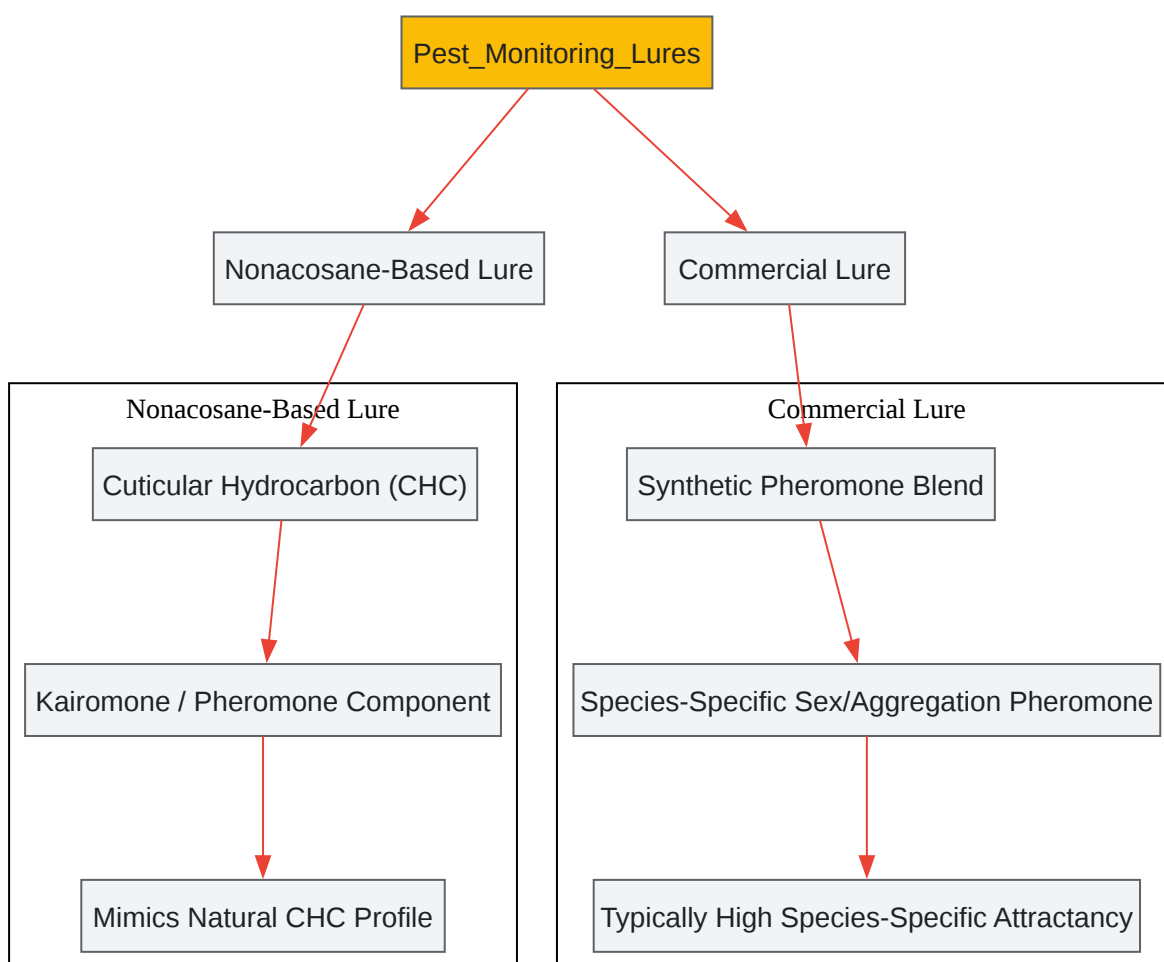 Pest_Monitoring_Lures
Nonacosane-Based Lure
Commercial Lure
Nonacosane-Based Lure
Cuticular Hydrocarbon (CHC)
Kairomone / Pheromone Component
Mimics Natural CHC Profile
Commercial Lure
Synthetic Pheromone Blend
Species-Specific Sex/Aggregation Pheromone
Typically High Species-Specific Attractancy